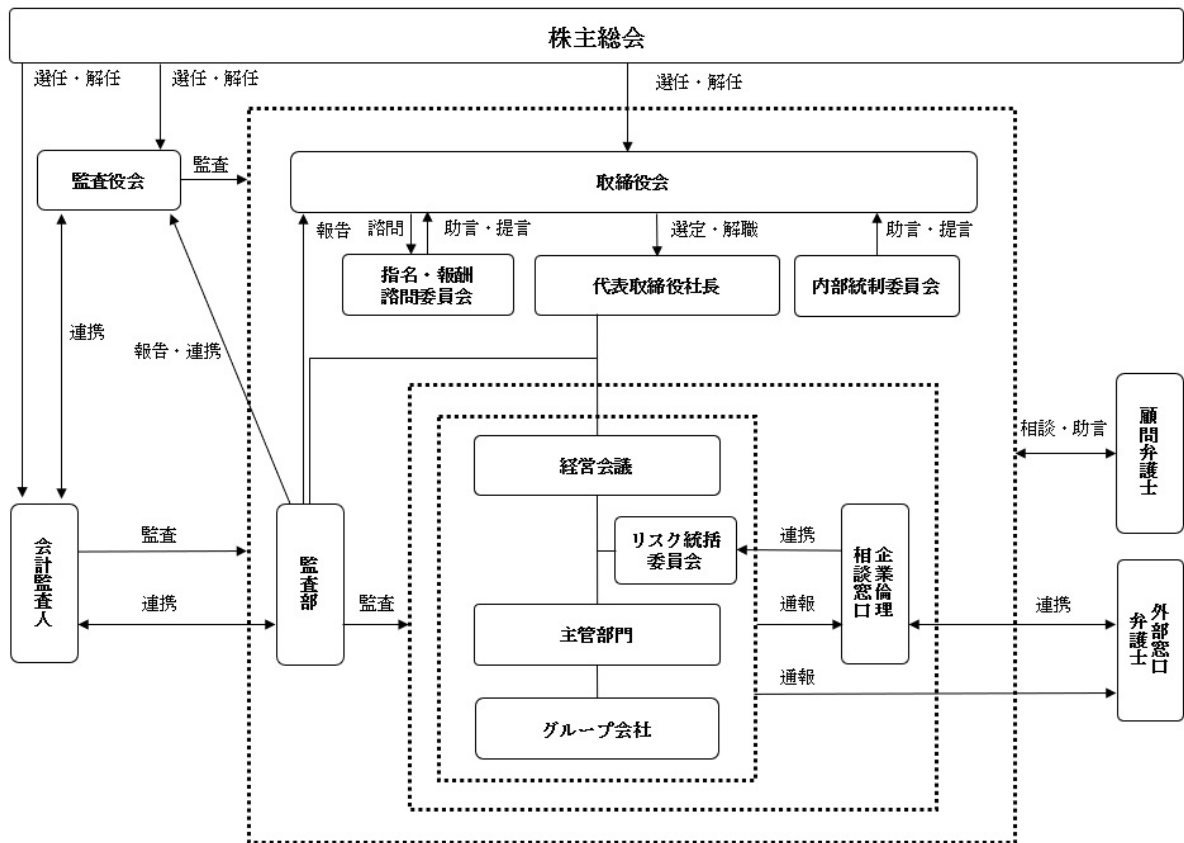 株主総会
選任・解任
選任・解任
選任・解任
監査役会
監査
取締役会
報告
諮問
助言・提言
選定・解職
助言・提言
指名・報酬
諮問委員会
代表取締役社長
内部統制委員会
連携
報告・連携
経営会議
相談・助言
顧問弁護士
会計監査人
監査
連携
監査部
監査
リスク統括
委員会
連携
企業倫理
相談窓口
通報
主管部門
連携
外部窓口
弁護士
通報
グループ会社